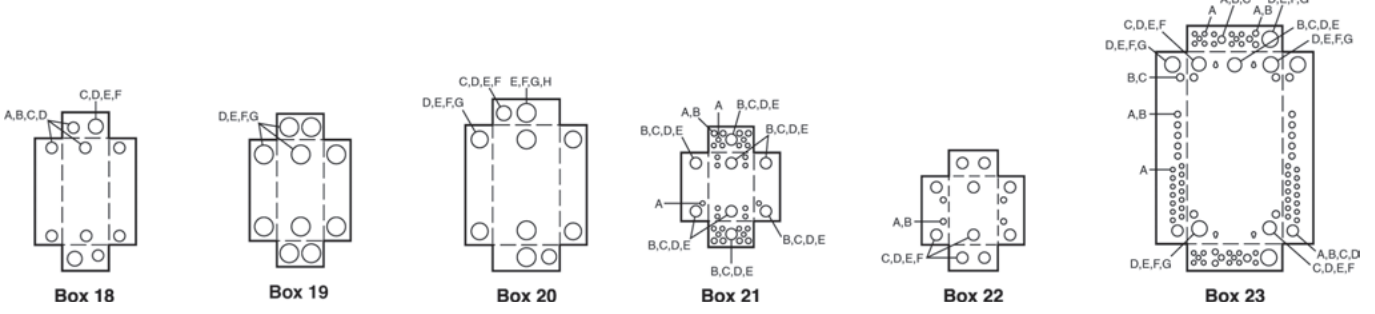 C,D,E,F
A,B,C,D
Box 18
D,E,F,G
Box 19
C,D,E,F E,F,G,H
D,E,F,G
Box 20
A B,C,D,E
A,B
B,C,D,E B,C,D,E
A
B,C,D,E B,C,D,E
B,C,D,E
Box 21
A,B
C,D,E,F
Box 22
A A,B
C,D,E,F B,C,D,E
D,E,F,G D,E,F,G
B,C
A,B
A
A,B,C,D
D,E,F,G C,D,E,F
Box 23